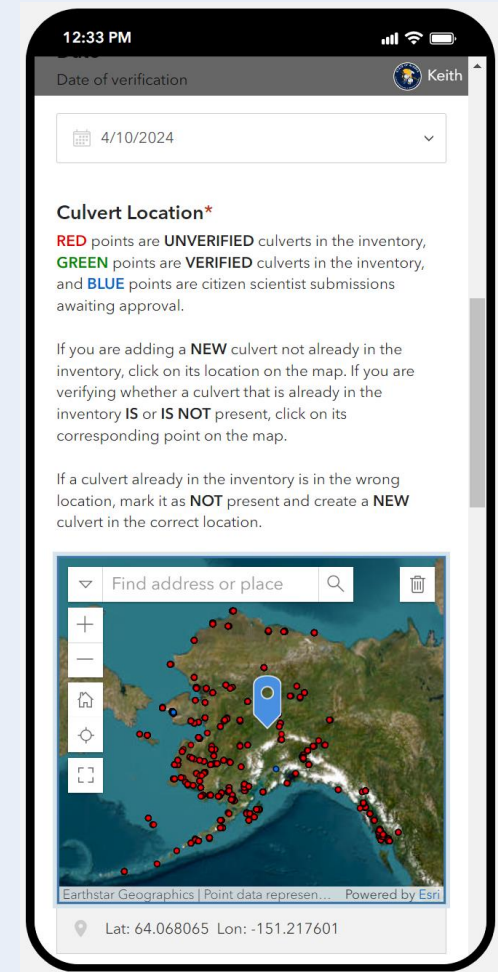 12:33 PM
Date
Date of verification
Keith
4/10/2024
Culvert Location*
RED points are UNVERIFIED culverts in the inventory,
GREEN points are VERIFIED culverts in the inventory,
and BLUE points are citizen scientist submissions
awaiting approval.
If you are adding a NEW culvert not already in the
inventory, click on its location on the map. If you are
verifying whether a culvert that is already in the
inventory IS or IS NOT present, click on its
corresponding point on the map.
If a culvert already in the inventory is in the wrong
location, mark it as NOT present and create a NEW
culvert in the correct location.
Find address or place
Earthstar Geographics | Point data represen... Powered by Esri
Lat: 64.068065 Lon: -151.217601